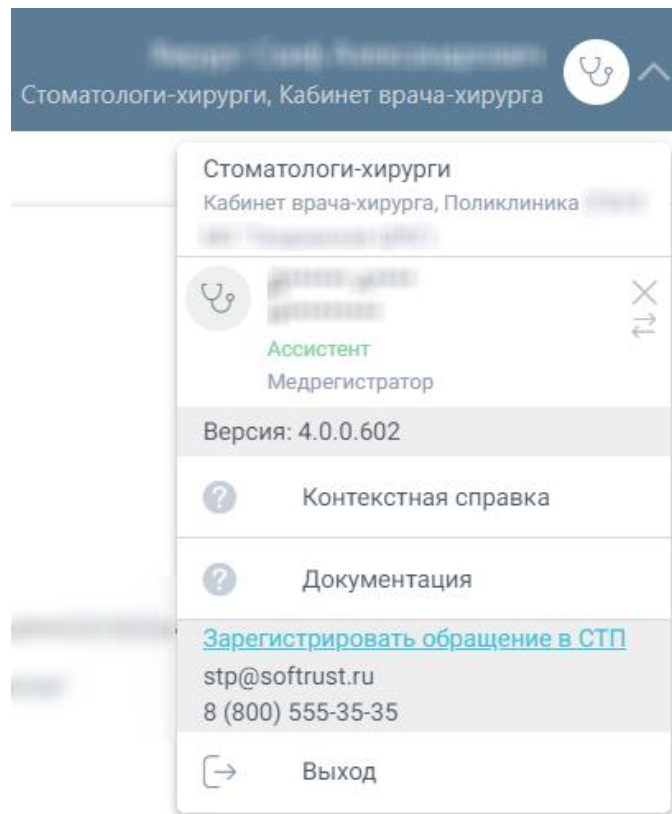 Стоматологи-хирурги, Кабинет врача-хирурга
Стоматологи-хирурги
Кабинет врача-хирурга, Поликлиника
Ассистент
Медрегистратор
Версия: 4.0.0.602
Контекстная справка
Документация
Зарегистрировать обращение в СТП
stp@softrust.ru
8 (800) 555-35-35
Выход